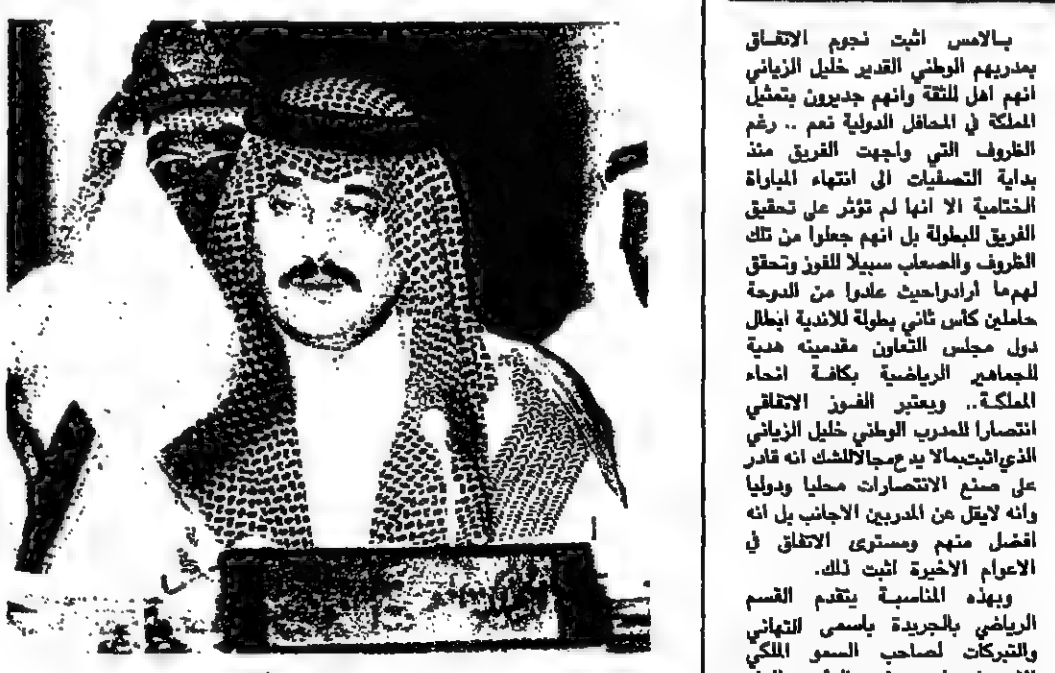 بالامس اثبت نجوم الاتفاق
بمدربهم الوطني القدير خليل الزياني
انهم اهل للثقة وانهم جديرون بتمثيل
المملكة في المحافل الدولية نعم .. رغم
الظروف التي واجهت الفريق منذ
بداية التصفيات الى انتهاء المباراة
الختامية الا انها لم تؤثر على تحقيق
الفريق للبطولة بل انهم جعلوا من تلك
الظروف والصعاب سبيلا للفوز وتحقق
لهم ما أرادوا حيث عادوا من الدوحة
حاملين كأس ثاني بطولة للاندية ابطال
دول مجلس التعاون مقدمينه هدية
للجماهير الرياضية بكافة انحاء
المملكة.. ويعتبر الفوز الاتفاقي
انتصارا للمدرب الوطني خليل الزياني
الذي اثبت بمالا يدع مجالا للشك انه قادر
على صنع الانتصارات محليا ودوليا
وانه لايقل عن المدربين الاجانب بل انه
افضل منهم ومستوى الاتفاق في
الاعوام الاخيرة اثبت ذلك.
وبهذه المناسبة يتقدم القسم
الرياضي بالجريدة باسمى التهاني
والتبركات لصاحب السمو الملكي